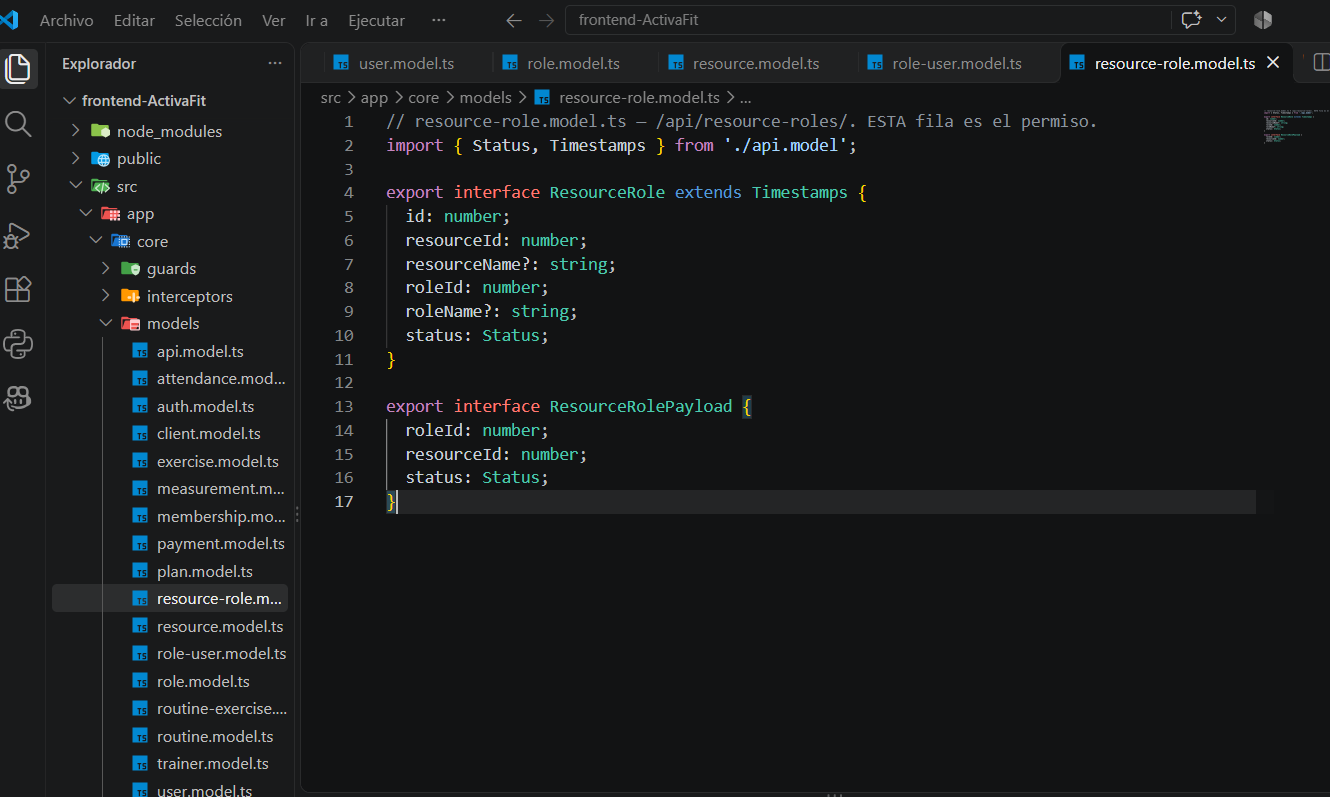 Archivo Editar Selección Ver Ir a Ejecutar ··· frontend-ActivaFit
Explorador ···
frontend-ActivaFit
node_modules
public
src
app
core
guards
interceptors
models
api.model.ts
attendance.mod...
auth.model.ts
client.model.ts
exercise.model.ts
measurement.m...
membership.mo...
payment.model.ts
plan.model.ts
resource-role.m...
resource.model.ts
role-user.model.ts
role.model.ts
routine-exercise....
routine.model.ts
trainer.model.ts
user.model.ts
user.model.ts role.model.ts resource.model.ts role-user.model.ts resource-role.model.ts
src > app > core > models > resource-role.model.ts > ...
1 // resource-role.model.ts — /api/resource-roles/. ESTA fila es el permiso.
2 import { Status, Timestamps } from './api.model';
3
4 export interface ResourceRole extends Timestamps {
5 id: number;
6 resourceId: number;
7 resourceName?: string;
8 roleId: number;
9 roleName?: string;
10 status: Status;
11 }
12
13 export interface ResourceRolePayload {
14 roleId: number;
15 resourceId: number;
16 status: Status;
17 }